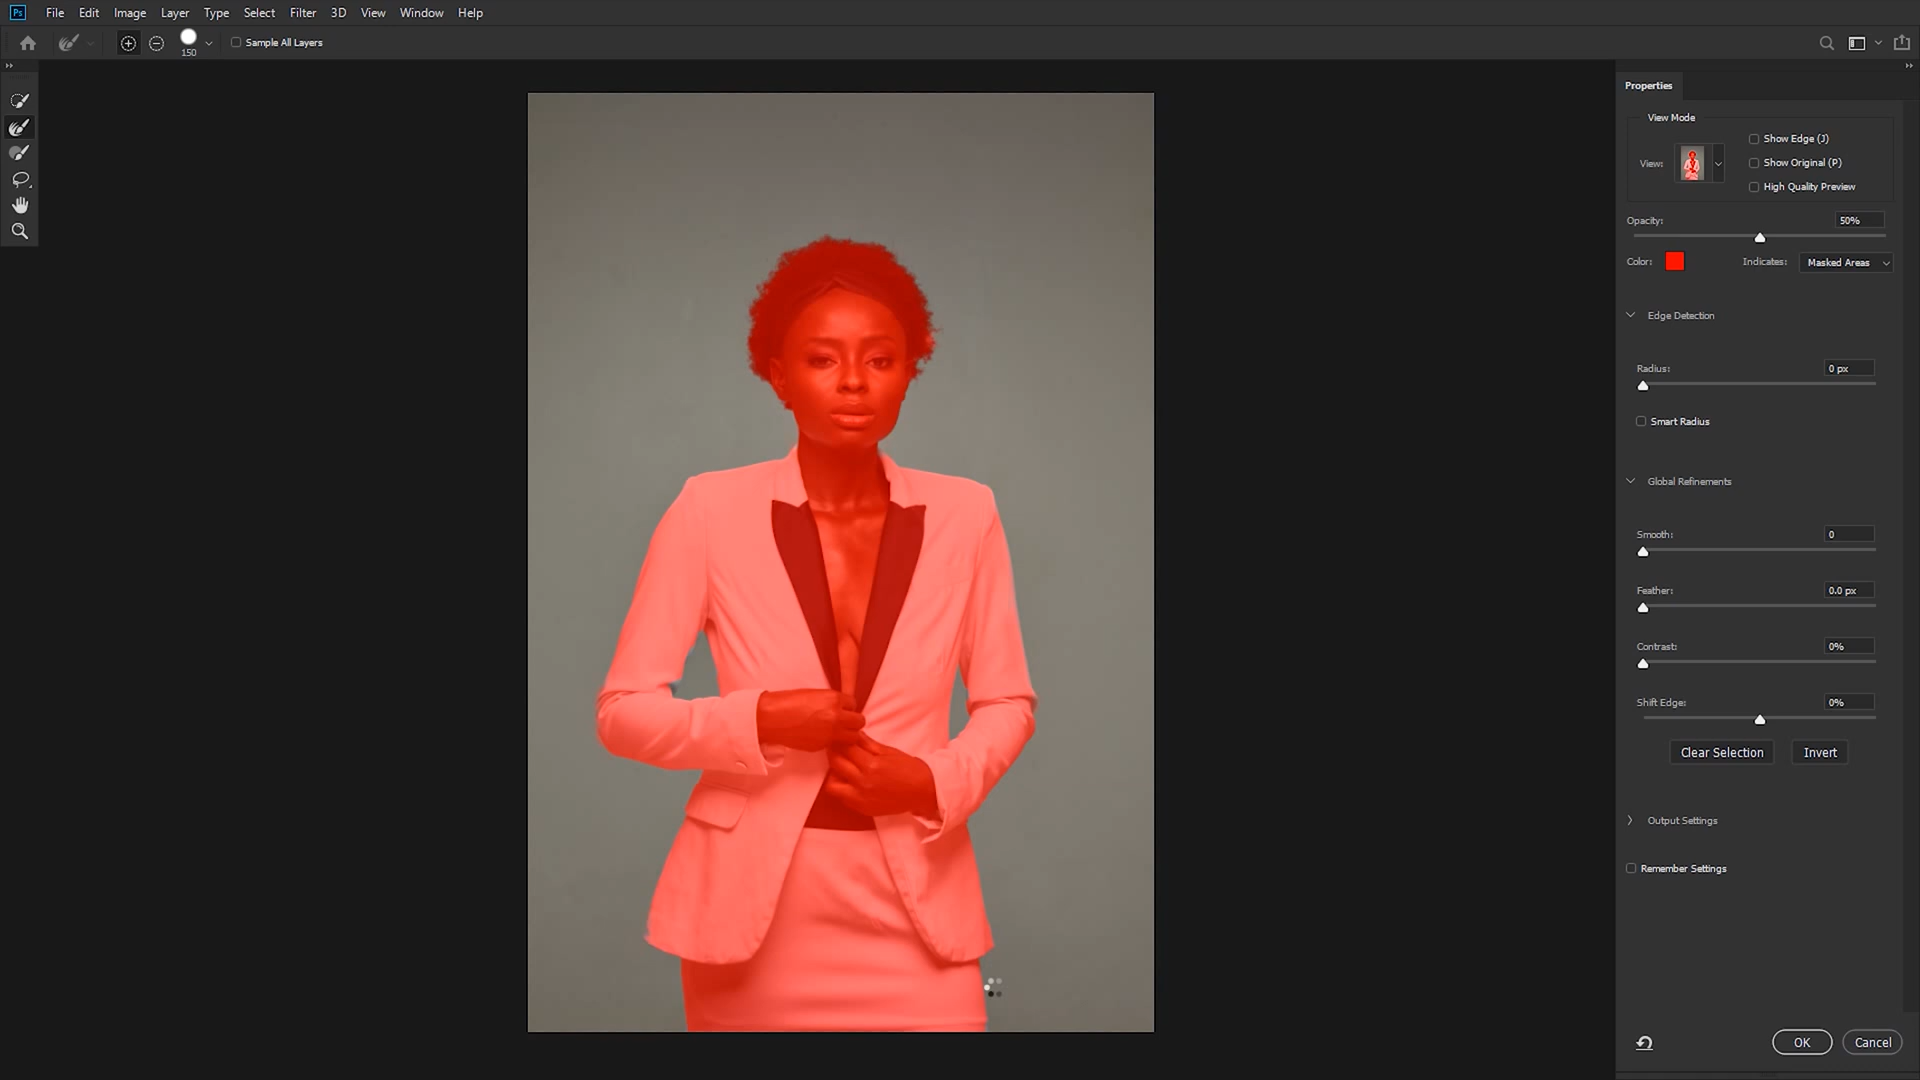 Ps File Edit Image Layer Type Select Filter 3D View Window Help
150 Sample All Layers
Properties
View Mode
Show Edge (J)
View:
Show Original (P)
High Quality Preview
Opacity: 50%
Color: Indicates: Masked Areas
Edge Detection
Radius: 0 px
Smart Radius
Global Refinements
Smooth: 0
Feather: 0.0 px
Contrast: 0%
Shift Edge: 0%
Clear Selection Invert
Output Settings
Remember Settings
OK Cancel